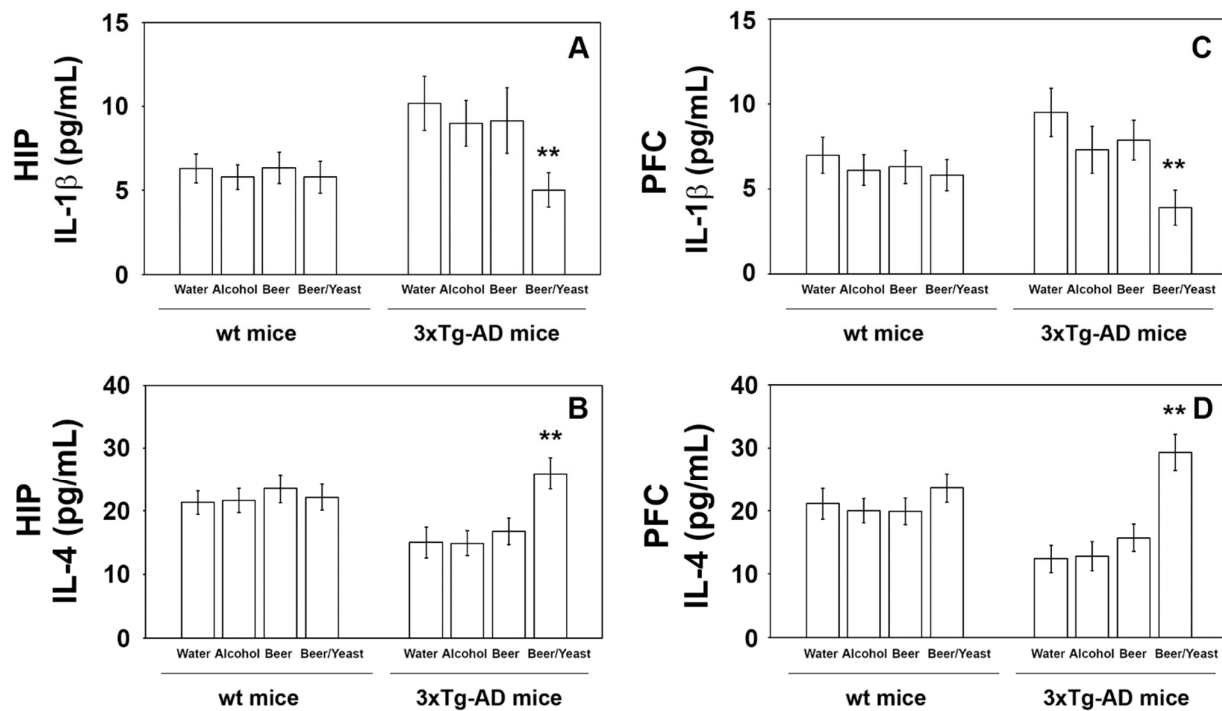 A
HIP
IL-1β (pg/mL)
15
10
5
0
**
Water Alcohol Beer Beer/Yeast Water Alcohol Beer Beer/Yeast
wt mice 3xTg-AD mice
C
PFC
IL-1β (pg/mL)
15
10
5
0
**
Water Alcohol Beer Beer/Yeast Water Alcohol Beer Beer/Yeast
wt mice 3xTg-AD mice
B
HIP
IL-4 (pg/mL)
40
30
20
10
0
**
Water Alcohol Beer Beer/Yeast Water Alcohol Beer Beer/Yeast
wt mice 3xTg-AD mice
D
PFC
IL-4 (pg/mL)
40
30
20
10
0
**
Water Alcohol Beer Beer/Yeast Water Alcohol Beer Beer/Yeast
wt mice 3xTg-AD mice